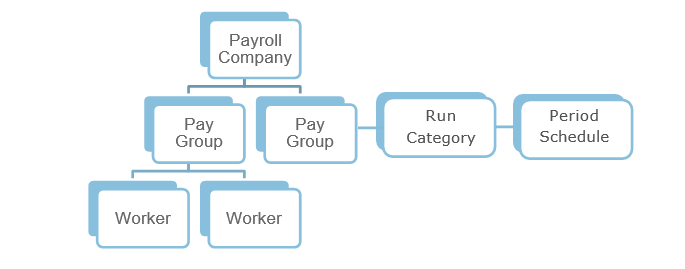 Payroll
Company
Pay
Group
Pay
Group
Run
Category
Period
Schedule
Worker
Worker